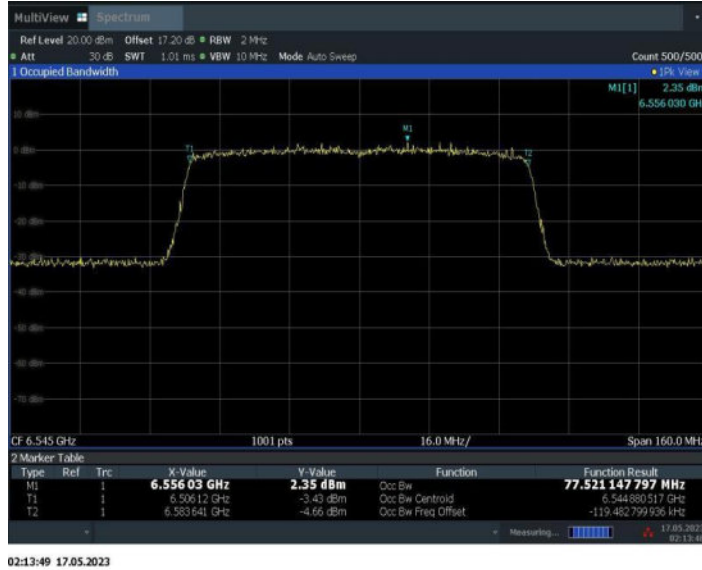 MultiView Spectrum
Ref Level 20.00 dBm Offset 17.20 dB RBW 2 MHz
Att 30 dB SWT 1.01 ms VBW 10 MHz Mode Auto Sweep Count 500/500
1 Occupied Bandwidth 1Pk View
M1[1] 2.35 dBm
6.556 030 GH
10 dBm
M1
0 dBm
T1
T2
-10 dBm
-20 dBm
-30 dBm
-40 dBm
-50 dBm
-60 dBm
-70 dBm
CF 6.545 GHz 1001 pts 16.0 MHz/ Span 160.0 MHz
2 Marker Table
Type Ref Trc X-Value Y-Value Function Function Result
M1 1 6.556 03 GHz 2.35 dBm Occ Bw 77.521 147 797 MHz
T1 1 6.506 12 GHz -3.43 dBm Occ Bw Centroid 6.544 880 517 GHz
T2 1 6.583 641 GHz -4.66 dBm Occ Bw Freq Offset -119.482 799 936 kHz
Measuring... 17.05.2023
02:13:49
02:13:49 17.05.2023